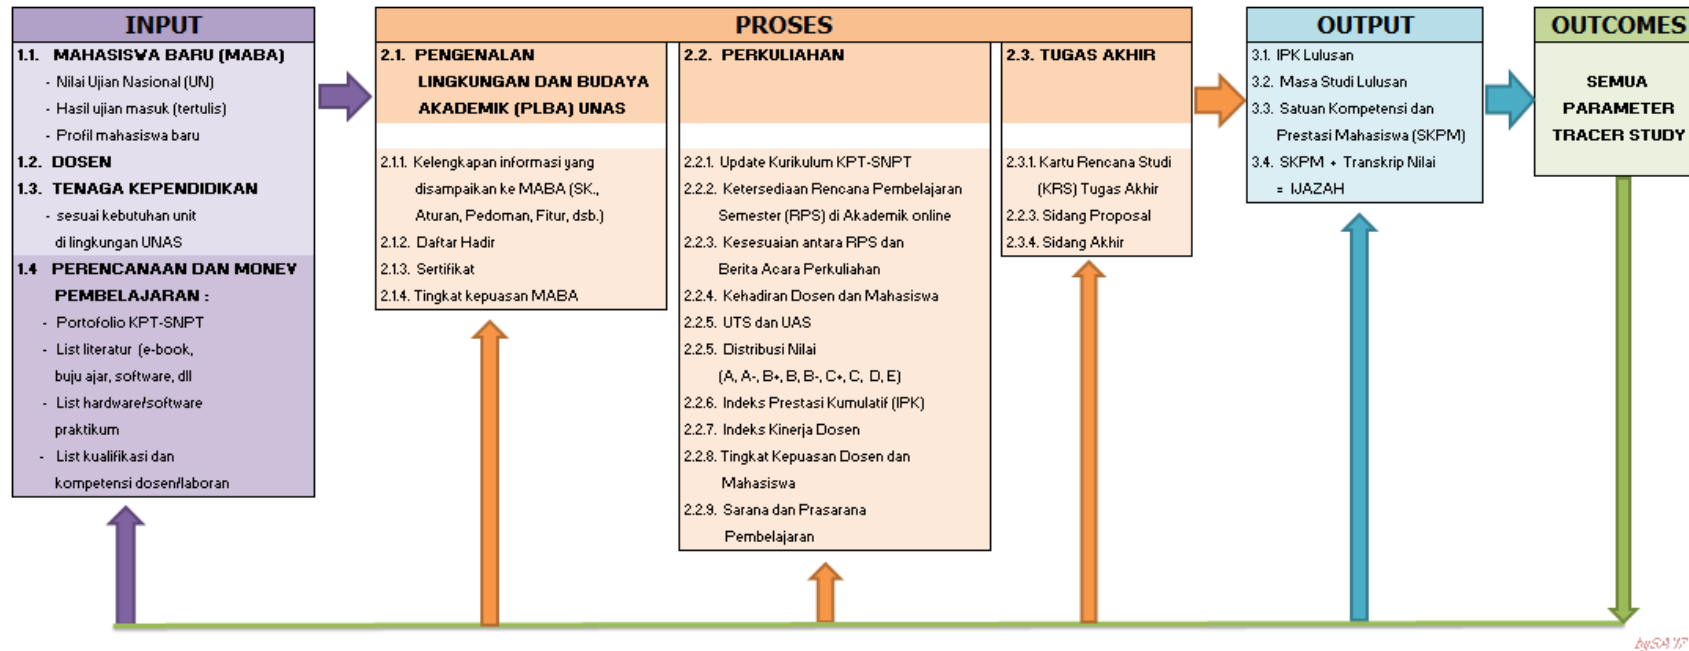 INPUT
1.1. MAHASISWA BARU (MABA)
- Nilai Ujian Nasional (UN)
- Hasil ujian masuk (tertulis)
- Profil mahasiswa baru
1.2. DOSEN
1.3. TENAGA KEPENDIDIKAN
- sesuai kebutuhan unit
di lingkungan UNAS
1.4 PERENCANAAN DAN MONEV
PEMBELAJARAN :
- Portofolio KPT-SNPT
- List literatur (e-book,
buju ajar, software, dll
- List hardware/software
praktikum
- List kualifikasi dan
kompetensi dosen/laboran
PROSES
2.1. PENGENALAN
LINGKUNGAN DAN BUDAYA
AKADEMIK (PLBA) UNAS
2.1.1. Kelengkapan informasi yang
disampaikan ke MABA (SK.,
Aturan, Pedoman, Fitur, dsb.)
2.1.2. Daftar Hadir
2.1.3. Sertifikat
2.1.4. Tingkat kepuasan MABA
2.2. PERKULIAHAN
2.2.1. Update Kurikulum KPT-SNPT
2.2.2. Ketersediaan Rencana Pembelajaran
Semester (RPS) di Akademik online
2.2.3. Kesesuaian antara RPS dan
Berita Acara Perkuliahan
2.2.4. Kehadiran Dosen dan Mahasiswa
2.2.5. UTS dan UAS
2.2.5. Distribusi Nilai
(A, A-, B+, B, B-, C+, C, D, E)
2.2.6. Indeks Prestasi Kumulatif (IPK)
2.2.7. Indeks Kinerja Dosen
2.2.8. Tingkat Kepuasan Dosen dan
Mahasiswa
2.2.9. Sarana dan Prasarana
Pembelajaran
2.3. TUGAS AKHIR
2.3.1. Kartu Rencana Studi
(KRS) Tugas Akhir
2.2.3. Sidang Proposal
2.3.4. Sidang Akhir
OUTPUT
3.1. IPK Lulusan
3.2. Masa Studi Lulusan
3.3. Satuan Kompetensi dan
Prestasi Mahasiswa (SKPM)
3.4. SKPM + Transkrip Nilai
= IJAZAH
OUTCOMES
SEMUA
PARAMETER
TRACER STUDY